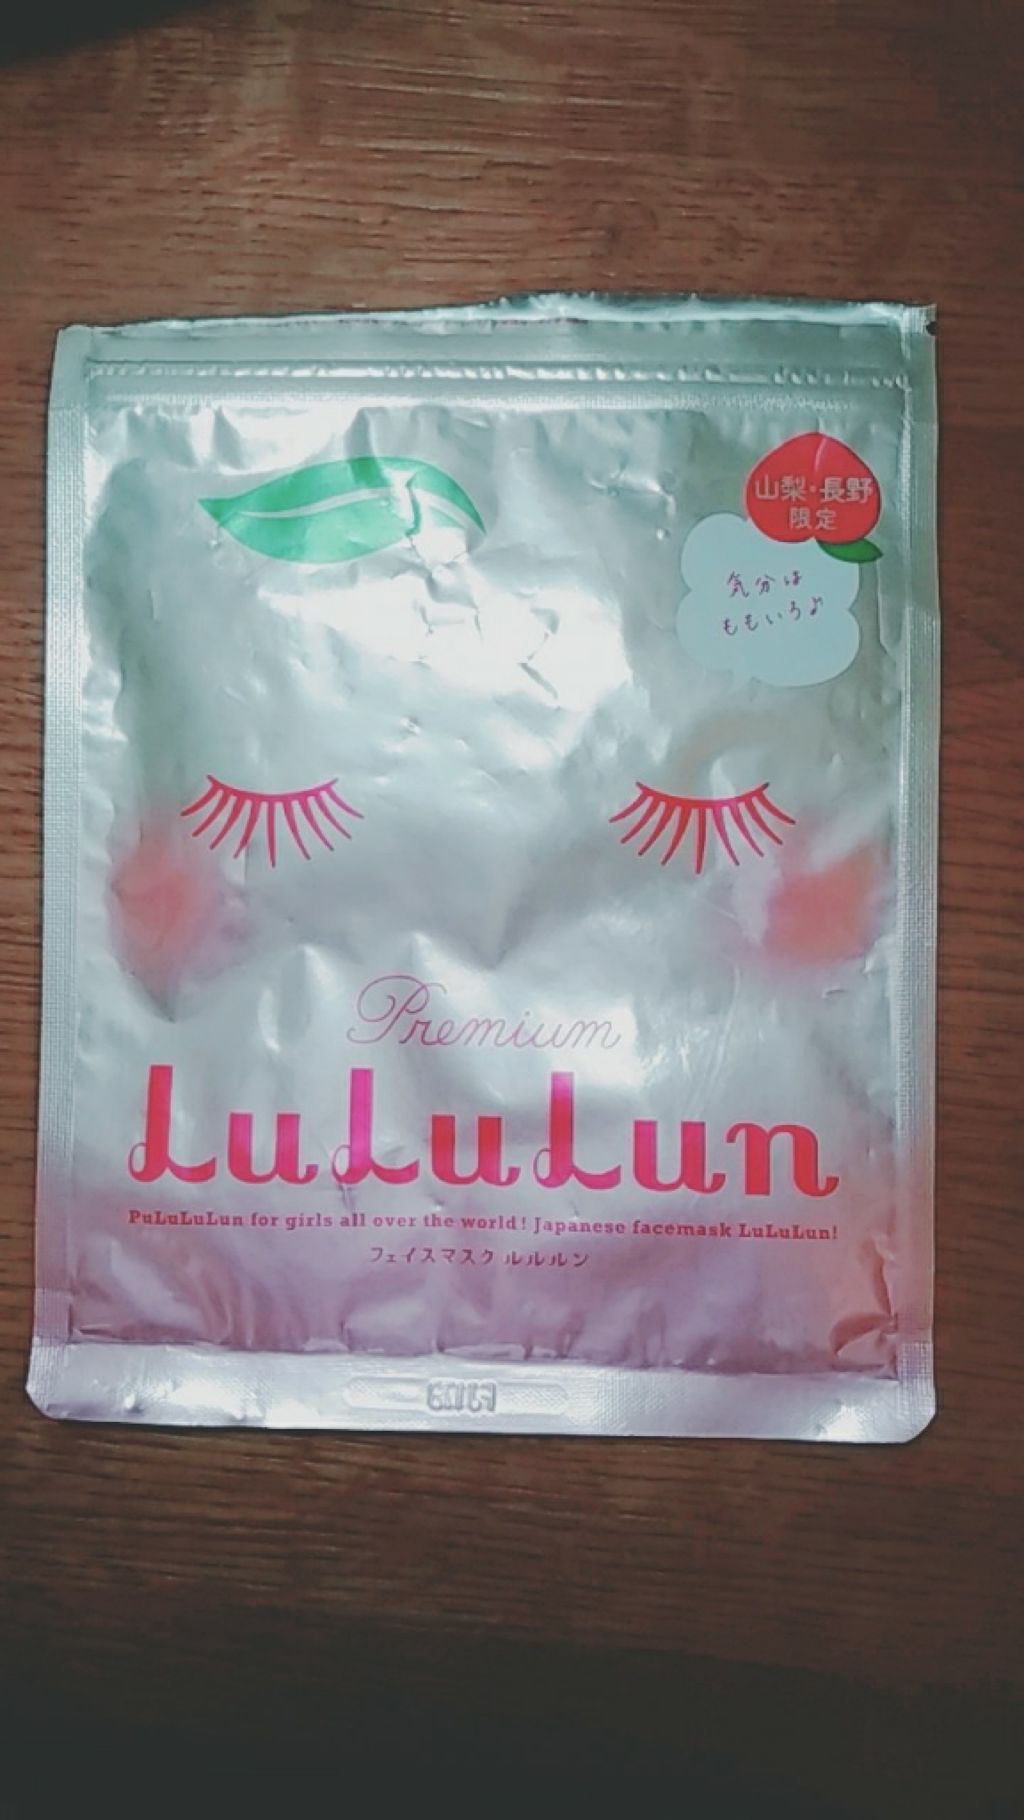 山梨・長野
限定
気分は
ももいろ♪
Premium
LuLuLun
PuLuLuLun for girls all over the world! Japanese facemask LuLuLun!
フェイスマスク ルルルン